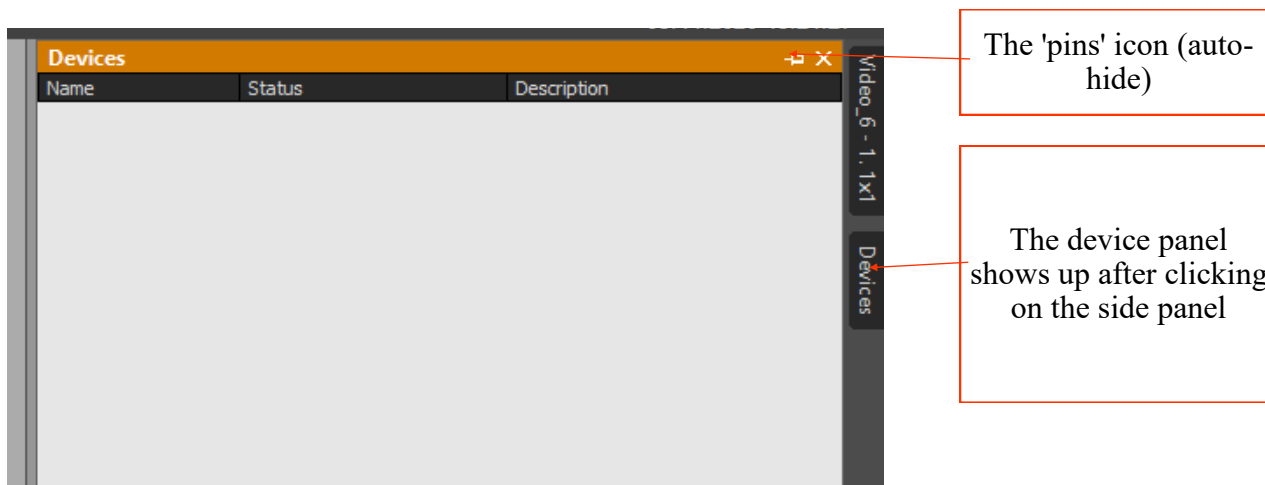 Devices
Name Status Description
Video_6 - 1. 1x1
Devices
The 'pins' icon (auto-
hide)
The device panel
shows up after clicking
on the side panel